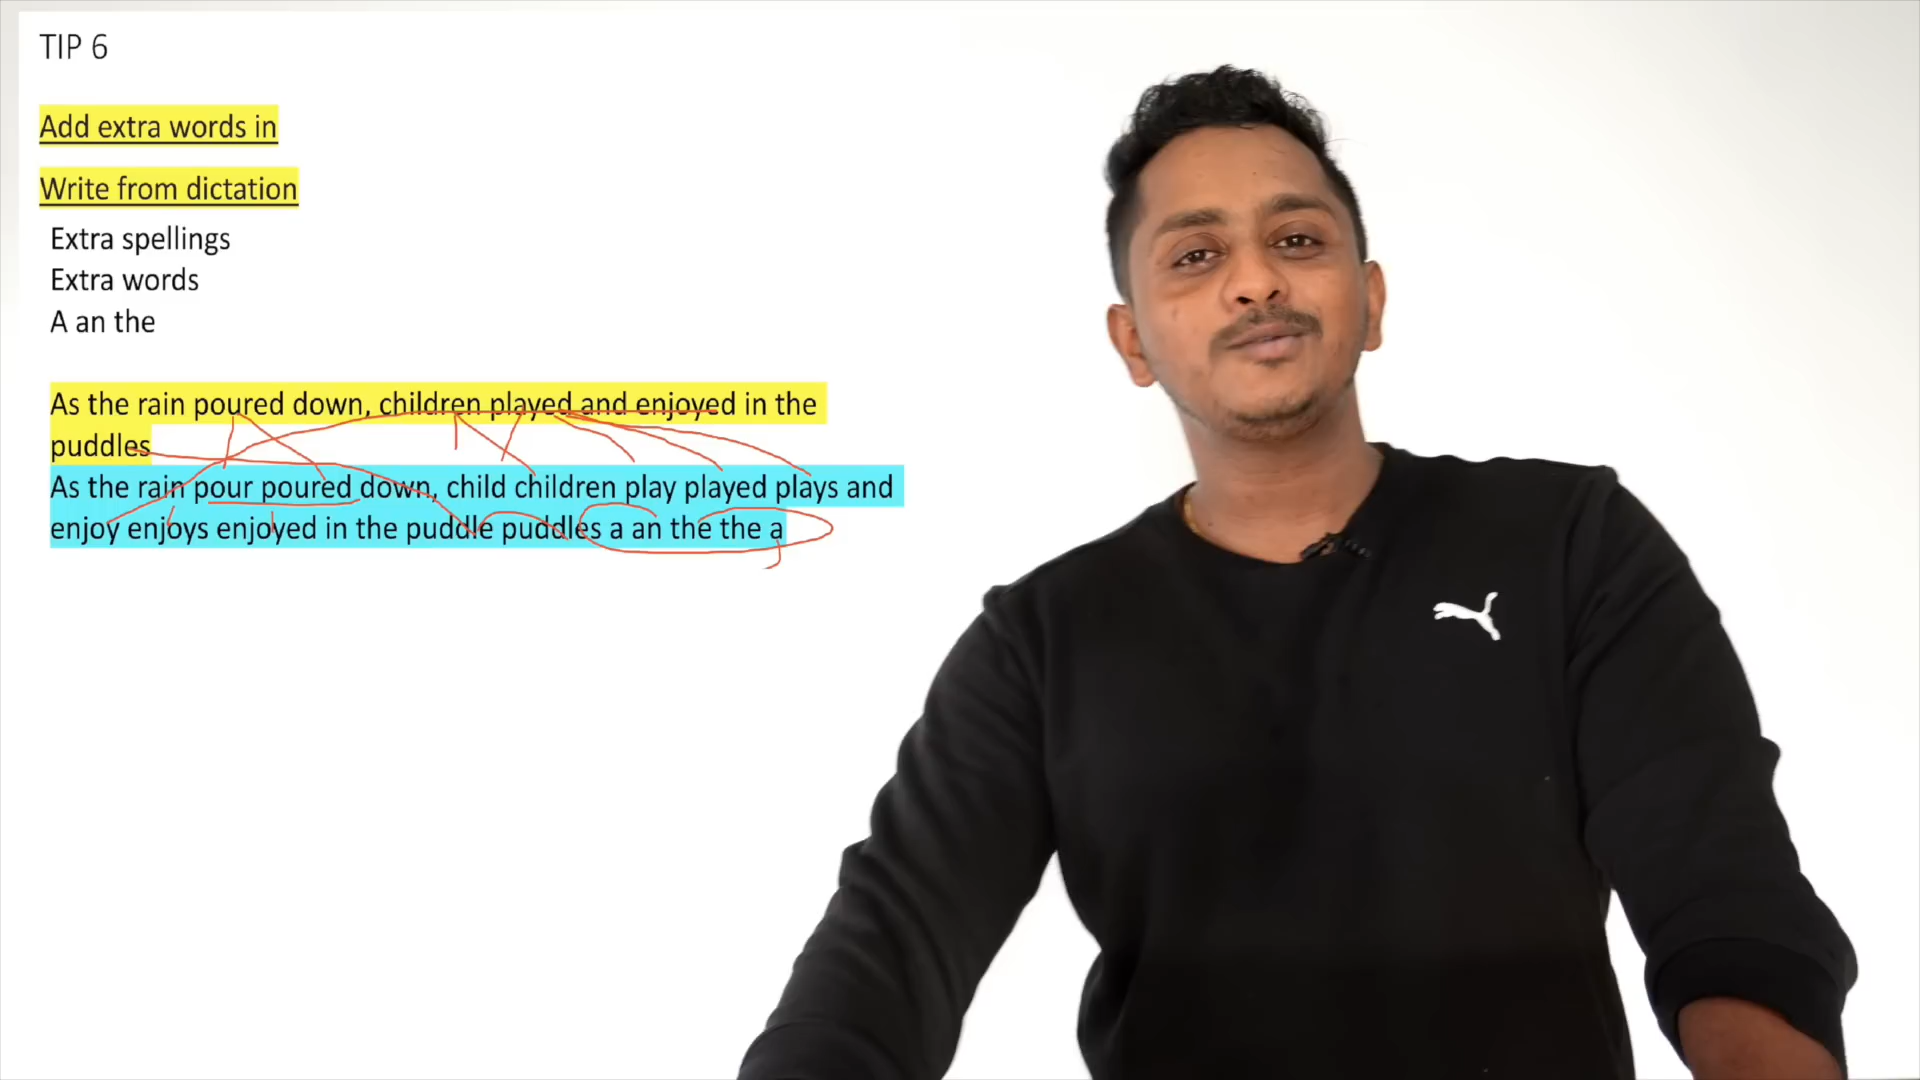 TIP 6
Add extra words in
Write from dictation
Extra spellings
Extra words
A an the
As the rain poured down, children played and enjoyed in the
puddles
As the rain pour poured down, child children play played plays and
enjoy enjoys enjoyed in the puddle puddles a an the the a